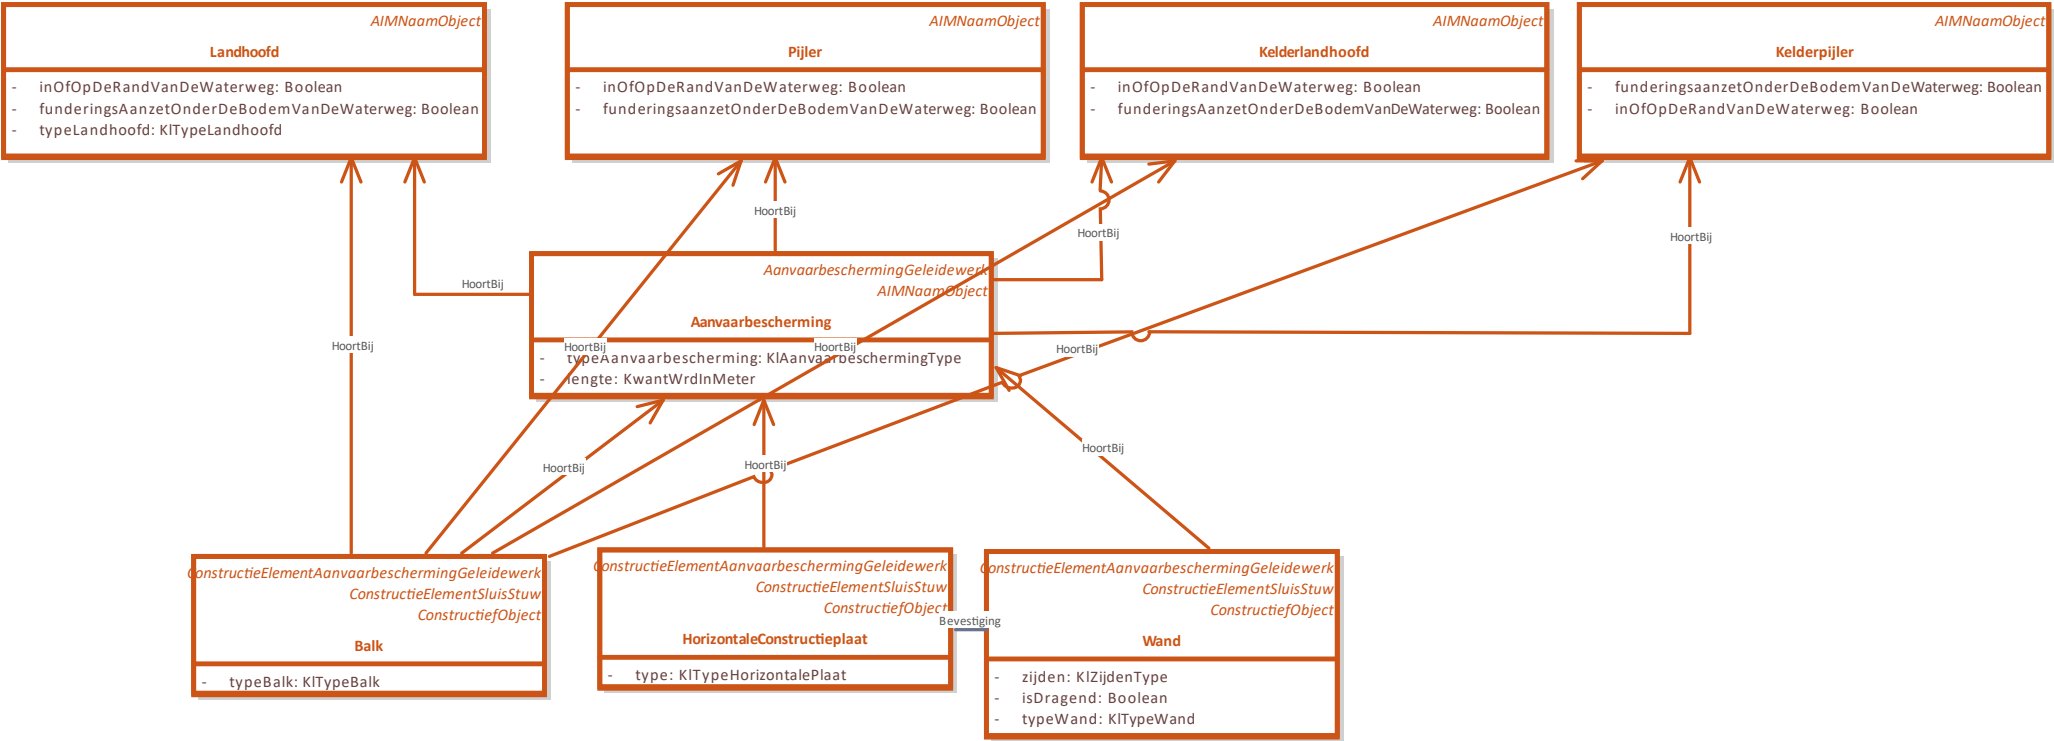 AIMNaamObject
Landhoofd
- inOfOpDeRandVanDeWaterweg: Boolean
- funderingsAanzetOnderDeBodemVanDeWaterweg: Boolean
- typeLandhoofd: KlTypeLandhoofd
AIMNaamObject
Pijler
- inOfOpDeRandVanDeWaterweg: Boolean
- funderingsaanzetOnderDeBodemVanDeWaterweg: Boolean
AIMNaamObject
Kelderlandhoofd
- inOfOpDeRandVanDeWaterweg: Boolean
- funderingsAanzetOnderDeBodemVanDeWaterweg: Boolean
AIMNaamObject
Kelderpijler
- funderingsaanzetOnderDeBodemVanDeWaterweg: Boolean
- inOfOpDeRandVanDeWaterweg: Boolean
HoortBij
HoortBij
HoortBij
HoortBij
AanvaarbeschermingGeleidewerk
AIMNaamObject
Aanvaarbescherming
- typeAanvaarbescherming: KlAanvaarbeschermingType
- lengte: KwantWrdInMeter
HoortBij
HoortBij
HoortBij
HoortBij
HoortBij
HoortBij
HoortBij
ConstructieElementAanvaarbeschermingGeleidewerk
ConstructieElementSluisStuw
ConstructiefObject
Balk
- typeBalk: KlTypeBalk
ConstructieElementAanvaarbeschermingGeleidewerk
ConstructieElementSluisStuw
ConstructiefObject
HorizontaleConstructieplaat
- type: KlTypeHorizontalePlaat
Bevestiging
ConstructieElementAanvaarbeschermingGeleidewerk
ConstructieElementSluisStuw
ConstructiefObject
Wand
- zijden: KlZijdenType
- isDragend: Boolean
- typeWand: KlTypeWand